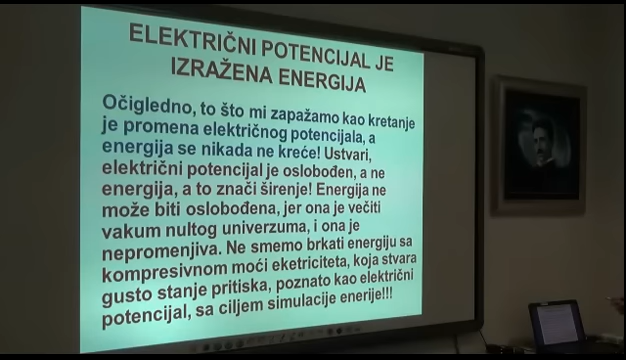 ELEKTRIČNI POTENCIJAL JE
IZRAŽENA ENERGIJA
Očigledno, to što mi zapažamo kao kretanje
je promena električnog potencijala, a
energija se nikada ne kreće! Ustvari,
električni potencijal je oslobođen, a ne
energija, a to znači širenje! Energija ne
može biti oslobođena, jer ona je večiti
vakum nultog univerzuma, i ona je
nepromenjiva. Ne smemo brkati energiju sa
kompresivnom moći eketriciteta, koja stvara
gusto stanje pritiska, poznato kao električni
potencijal, sa ciljem simulacije enerije!!!